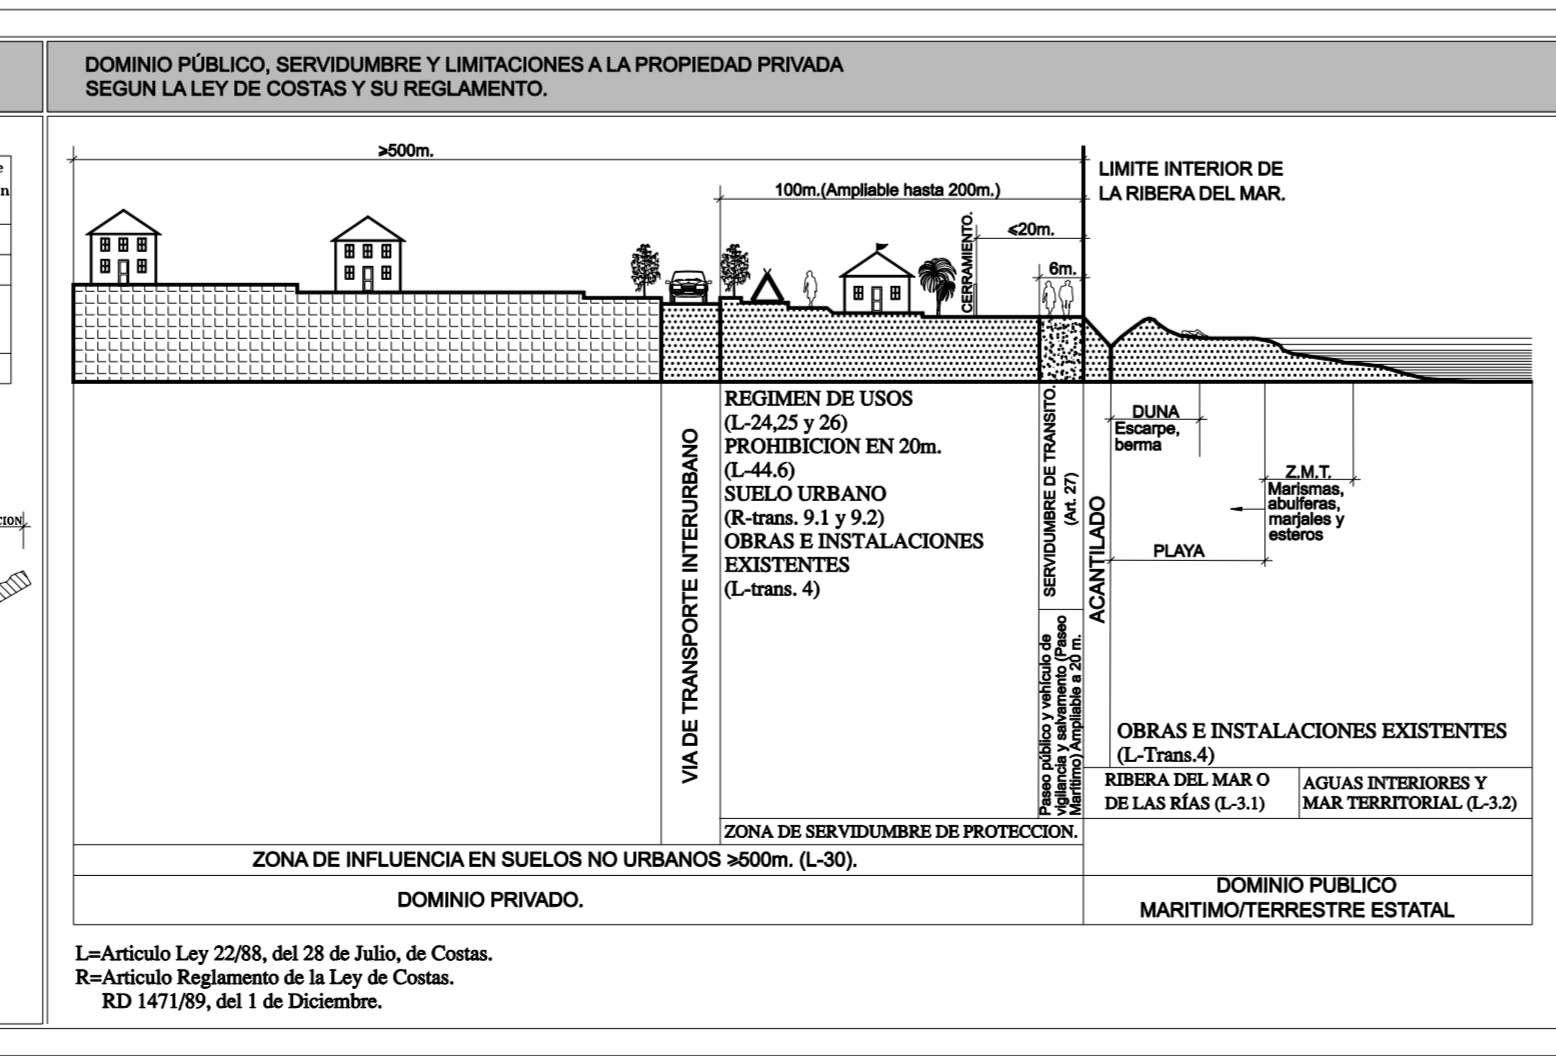 DOMINIO PÚBLICO, SERVIDUMBRE Y LIMITACIONES A LA PROPIEDAD PRIVADA
SEGUN LA LEY DE COSTAS Y SU REGLAMENTO.
e
n
CION
≥500m.
LIMITE INTERIOR DE
LA RIBERA DEL MAR.
100m.(Ampliable hasta 200m.)
CERRAMIENTO.
≤20m.
6m.
REGIMEN DE USOS
(L-24,25 y 26)
PROHIBICION EN 20m.
(L-44.6)
SUELO URBANO
(R-trans. 9.1 y 9.2)
OBRAS E INSTALACIONES
EXISTENTES
(L-trans. 4)
VIA DE TRANSPORTE INTERURBANO
SERVIDUMBRE DE TRANSITO.
(Art. 27)
Paseo público y vehículo de
vigilancia y salvamento (Paseo
Marítimo) Ampliable a 20 m.
ACANTILADO
DUNA
Escarpe,
berma
Z.M.T.
Marismas,
abulferas,
marjales y
esteros
PLAYA
OBRAS E INSTALACIONES EXISTENTES
(L-Trans.4)
RIBERA DEL MAR O
DE LAS RÍAS (L-3.1)
AGUAS INTERIORES Y
MAR TERRITORIAL (L-3.2)
ZONA DE SERVIDUMBRE DE PROTECCION.
ZONA DE INFLUENCIA EN SUELOS NO URBANOS ≥500m. (L-30).
DOMINIO PRIVADO.
DOMINIO PUBLICO
MARITIMO/TERRESTRE ESTATAL
L=Articulo Ley 22/88, del 28 de Julio, de Costas.
R=Articulo Reglamento de la Ley de Costas.
RD 1471/89, del 1 de Diciembre.